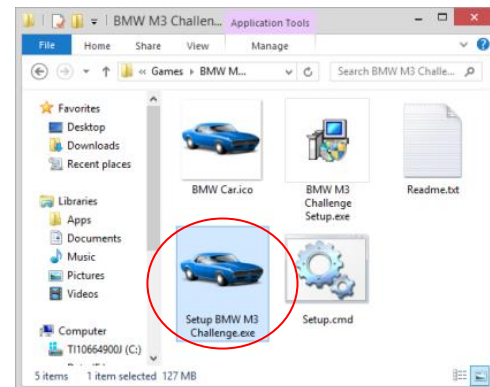 BMW M3 Challen...
Application Tools
File
Home
Share
View
Manage
« Games
BMW M...
Search BMW M3 Challe...
Favorites
Desktop
Downloads
Recent places
Libraries
Apps
Documents
Music
Pictures
Videos
Computer
TI10664900J (C:)
BMW Car.ico
BMW M3
Challenge
Setup.exe
Readme.txt
Setup BMW M3
Challenge.exe
Setup.cmd
5 items
1 item selected 127 MB